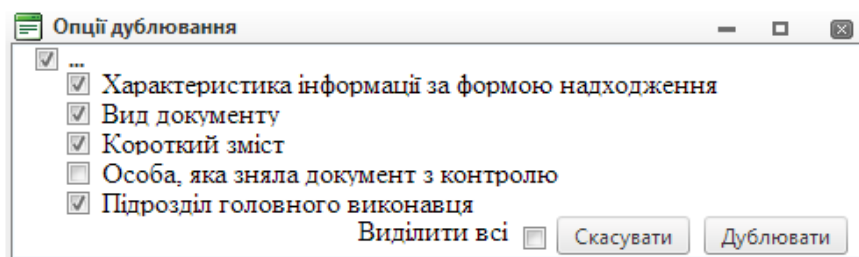 Опції дублювання
...
Характеристика інформації за формою надходження
Вид документу
Короткий зміст
Особа, яка зняла документ з контролю
Підрозділ головного виконавця
Виділити всі Скасувати Дублювати